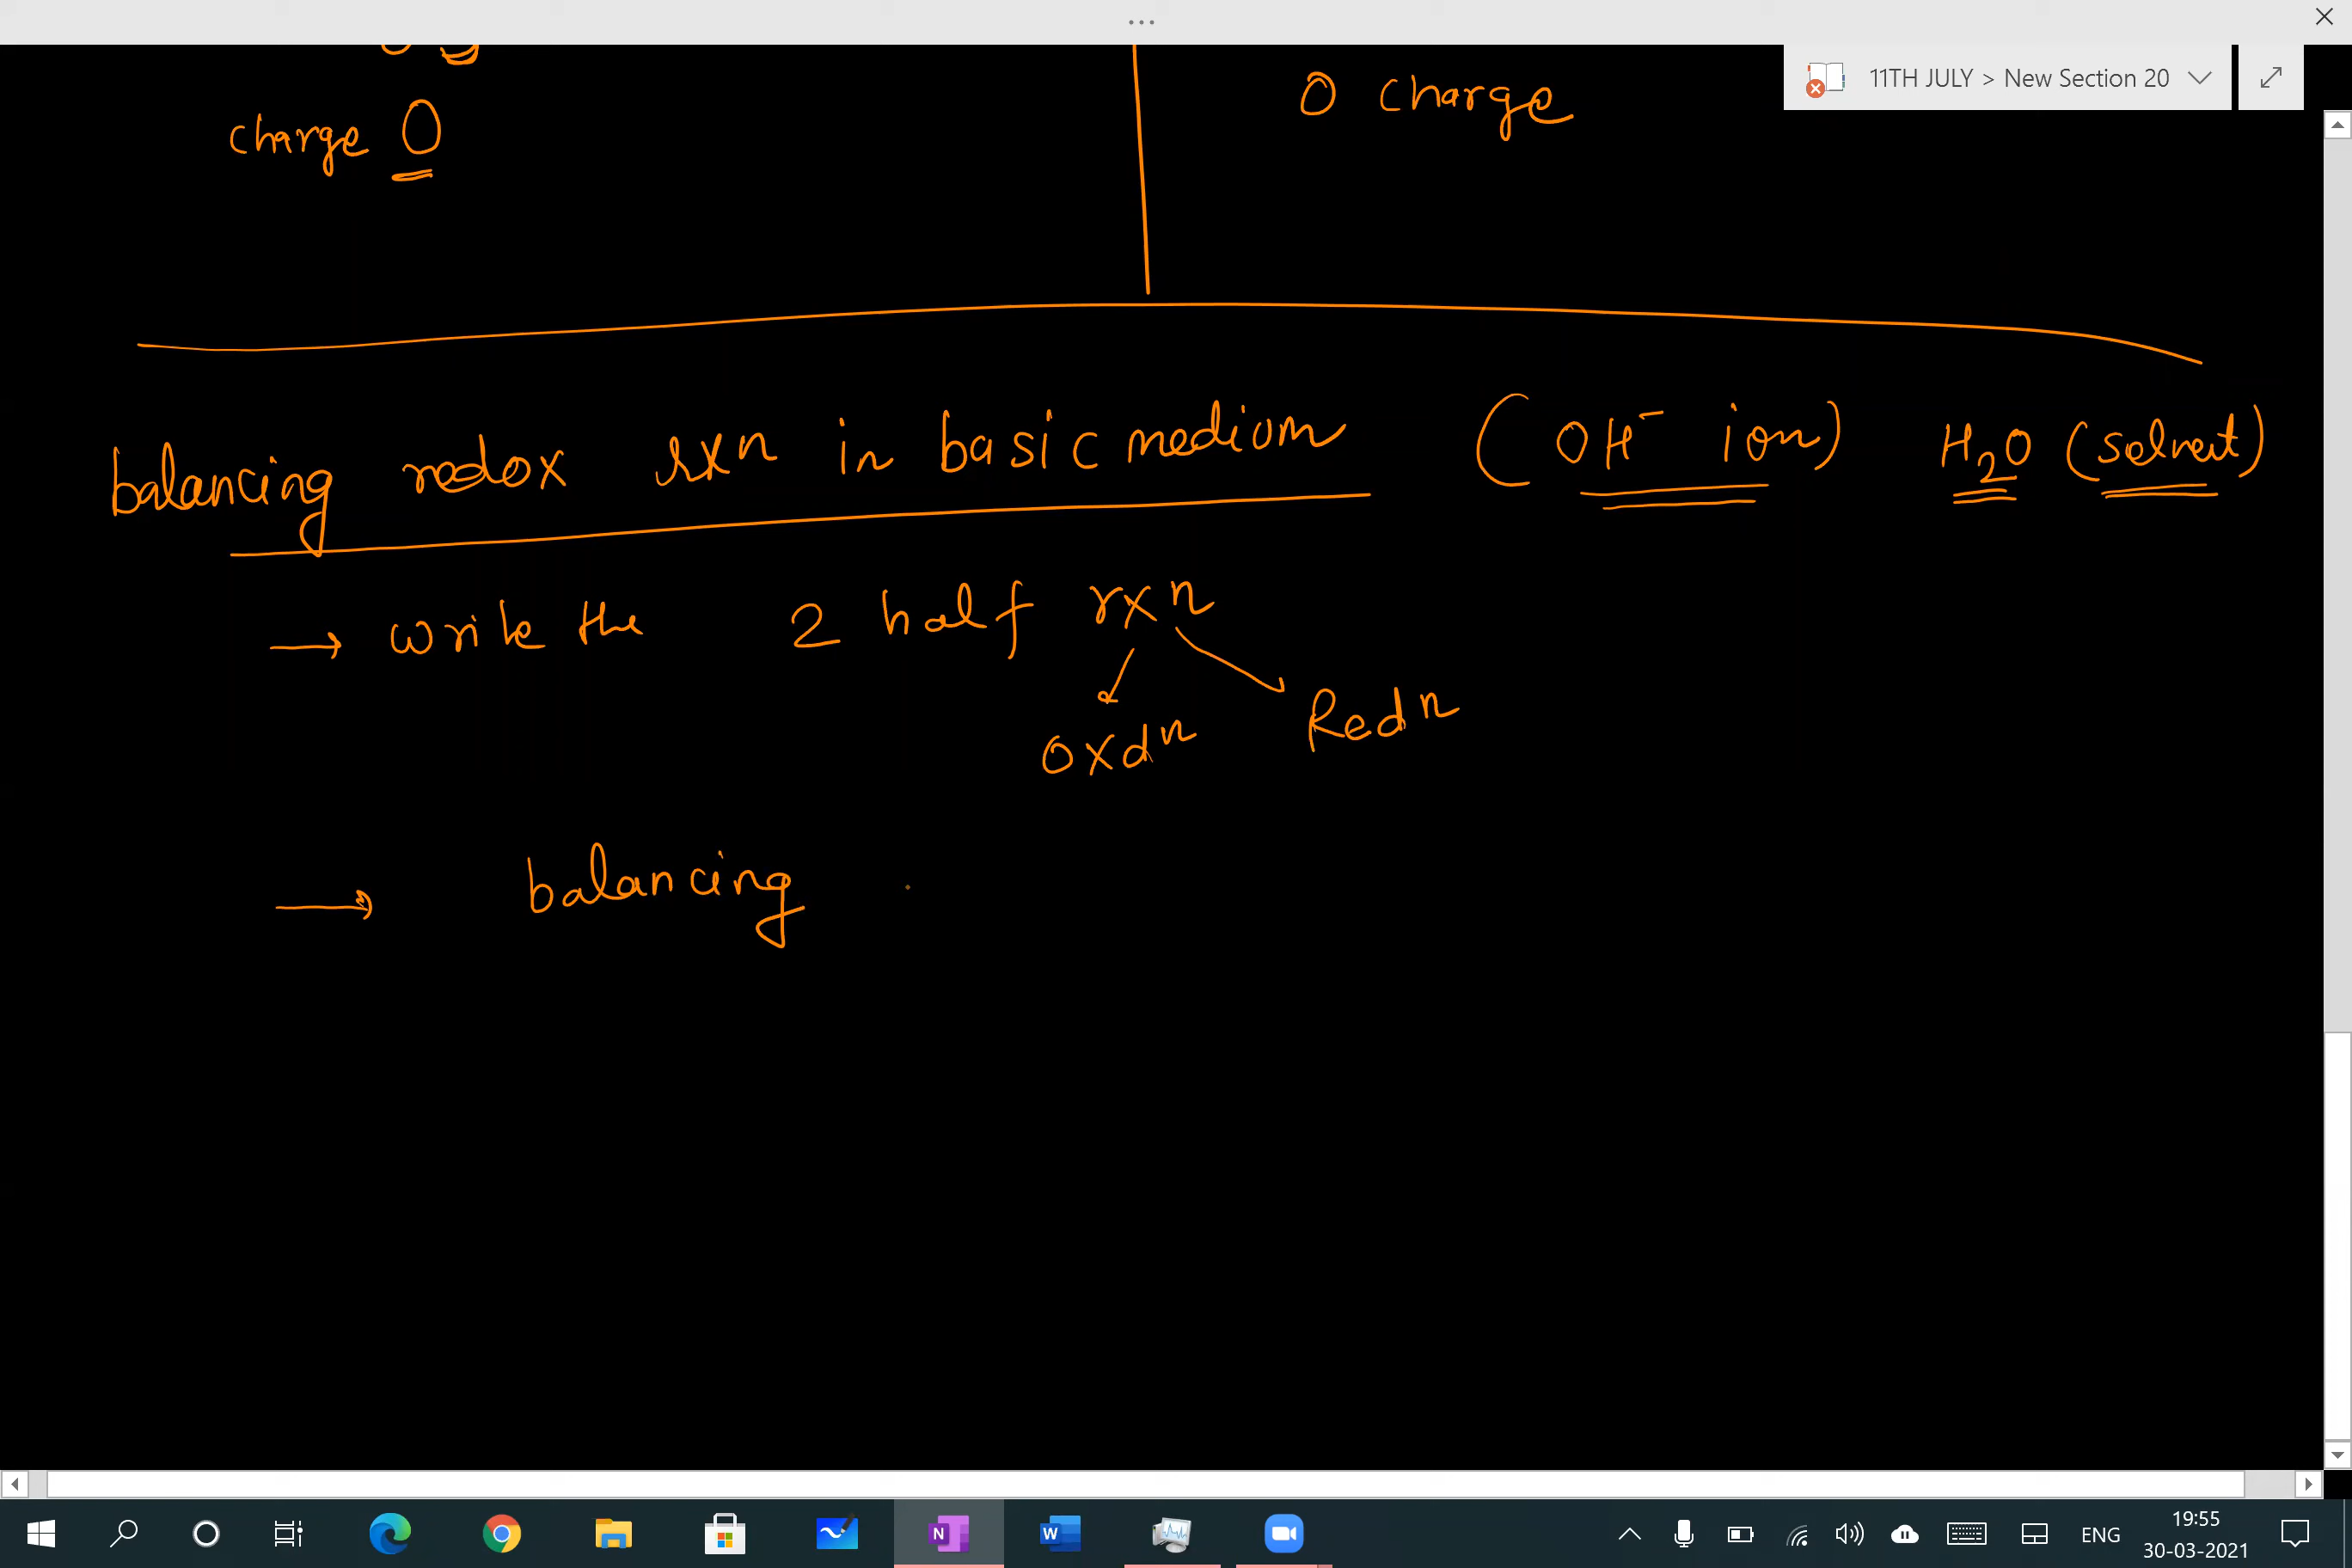 ...
11TH JULY > New Section 20
0 charge
charge 0
balancing redox rxn in basic medium (OH⁻ ion) H₂O (solvent)
→ write the 2 half rxn
oxdⁿ Redⁿ
→ balancing
N W
ENG
19:55
30-03-2021